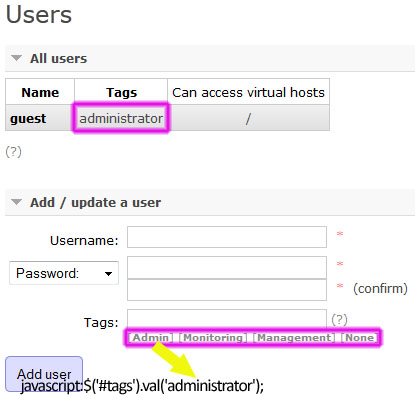 Users
All users
Name Tags Can access virtual hosts
guest administrator /
(?)
Add / update a user
Username: *
Password: *
* (confirm)
Tags: (?)
[Admin] [Monitoring] [Management] [None]
Add user
javascript:$('#tags').val('administrator');